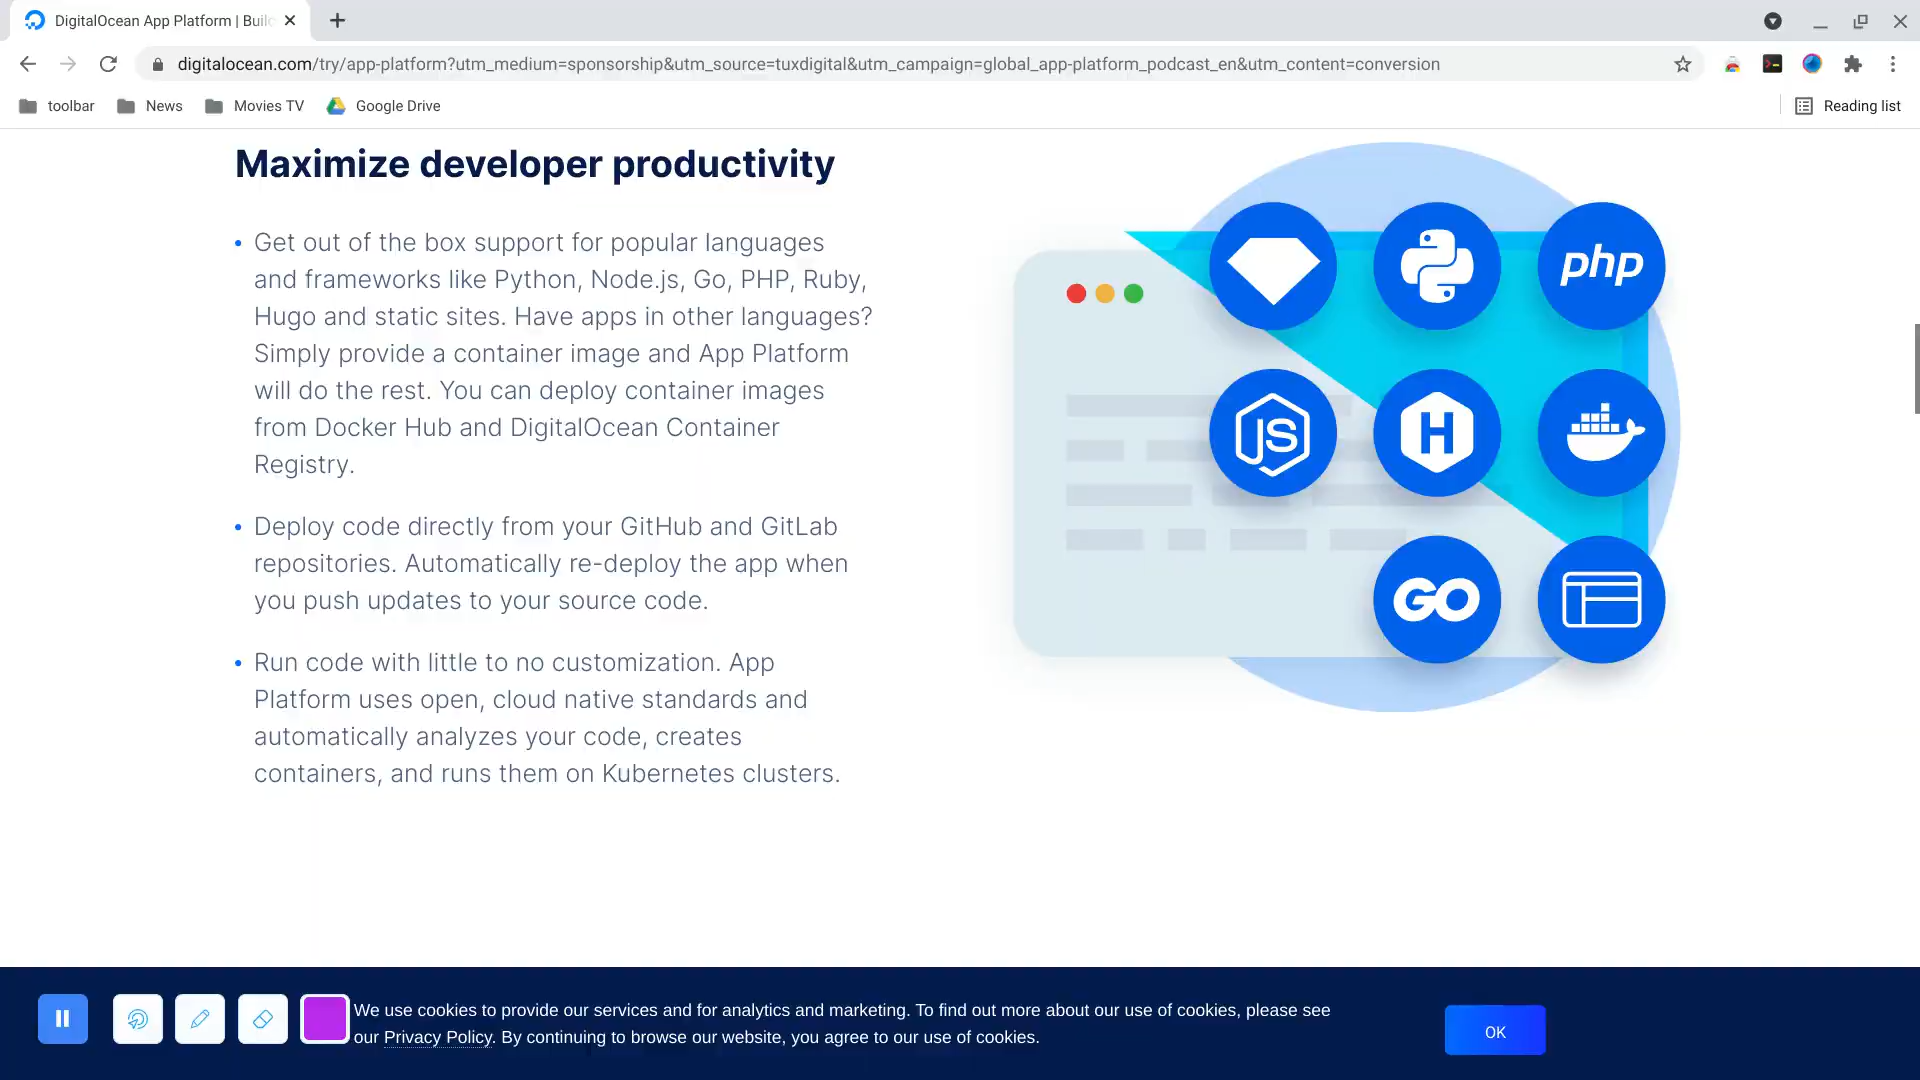 DigitalOcean App Platform | Buil
digitalocean.com/try/app-platform?utm_medium=sponsorship&utm_source=tuxdigital&utm_campaign=global_app-platform_podcast_en&utm_content=conversion
toolbar News Movies TV Google Drive Reading list
Maximize developer productivity
• Get out of the box support for popular languages
and frameworks like Python, Node.js, Go, PHP, Ruby,
Hugo and static sites. Have apps in other languages?
Simply provide a container image and App Platform
will do the rest. You can deploy container images
from Docker Hub and DigitalOcean Container
Registry.
• Deploy code directly from your GitHub and GitLab
repositories. Automatically re-deploy the app when
you push updates to your source code.
• Run code with little to no customization. App
Platform uses open, cloud native standards and
automatically analyzes your code, creates
containers, and runs them on Kubernetes clusters.
php
JS H
GO
We use cookies to provide our services and for analytics and marketing. To find out more about our use of cookies, please see
our Privacy Policy. By continuing to browse our website, you agree to our use of cookies.
OK